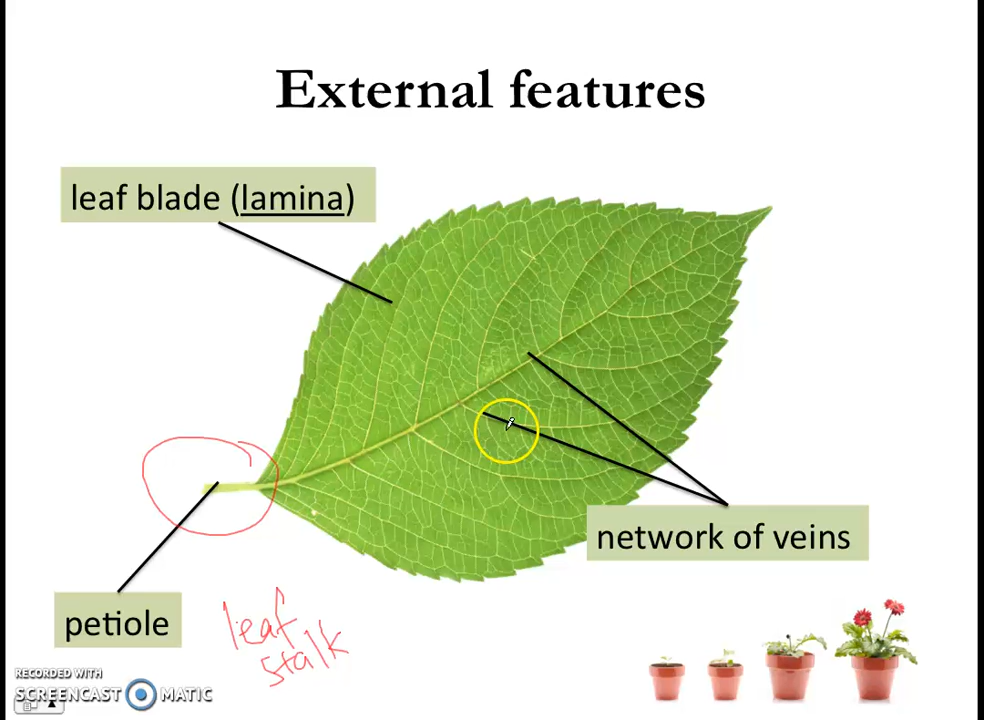 External features
leaf blade (lamina)
network of veins
petiole
leaf
stalk
RECORDED WITH
SCREENCAST MATIC